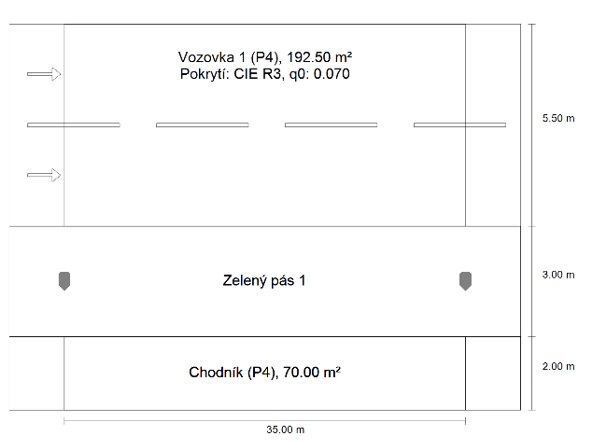 Vozovka 1 (P4), 192.50 m²
Pokrytí: CIE R3, q0: 0.070
5.50 m
Zelený pás 1
3.00 m
Chodník (P4), 70.00 m²
2.00 m
35.00 m